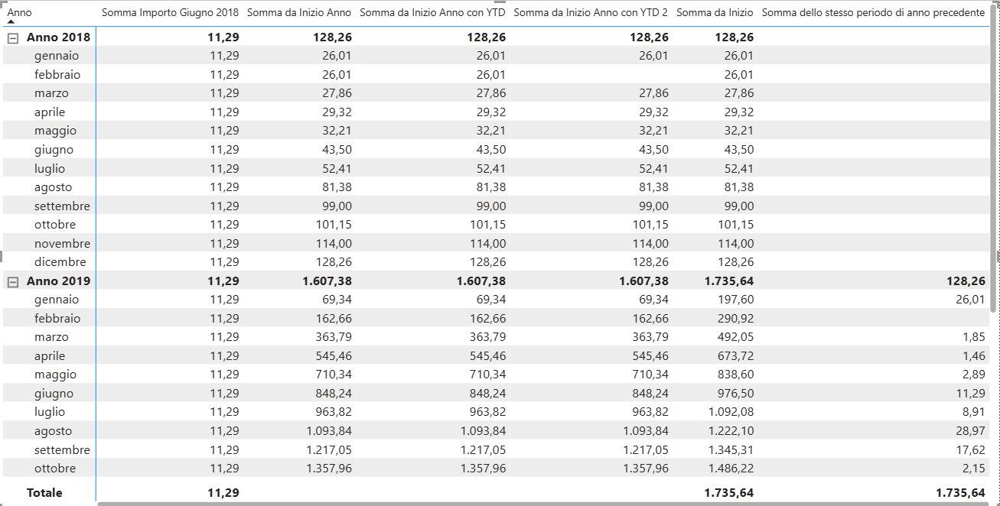 Anno Somma Importo Giugno 2018 Somma da Inizio Anno Somma da Inizio Anno con YTD Somma da Inizio Anno con YTD 2 Somma da Inizio Somma dello stesso periodo di anno precedente
Anno 2018 11,29 128,26 128,26 128,26 128,26
gennaio 11,29 26,01 26,01 26,01 26,01
febbraio 11,29 26,01 26,01 26,01
marzo 11,29 27,86 27,86 27,86 27,86
aprile 11,29 29,32 29,32 29,32 29,32
maggio 11,29 32,21 32,21 32,21 32,21
giugno 11,29 43,50 43,50 43,50 43,50
luglio 11,29 52,41 52,41 52,41 52,41
agosto 11,29 81,38 81,38 81,38 81,38
settembre 11,29 99,00 99,00 99,00 99,00
ottobre 11,29 101,15 101,15 101,15 101,15
novembre 11,29 114,00 114,00 114,00 114,00
dicembre 11,29 128,26 128,26 128,26 128,26
Anno 2019 11,29 1.607,38 1.607,38 1.607,38 1.735,64 128,26
gennaio 11,29 69,34 69,34 69,34 197,60 26,01
febbraio 11,29 162,66 162,66 162,66 290,92
marzo 11,29 363,79 363,79 363,79 492,05 1,85
aprile 11,29 545,46 545,46 545,46 673,72 1,46
maggio 11,29 710,34 710,34 710,34 838,60 2,89
giugno 11,29 848,24 848,24 848,24 976,50 11,29
luglio 11,29 963,82 963,82 963,82 1.092,08 8,91
agosto 11,29 1.093,84 1.093,84 1.093,84 1.222,10 28,97
settembre 11,29 1.217,05 1.217,05 1.217,05 1.345,31 17,62
ottobre 11,29 1.357,96 1.357,96 1.357,96 1.486,22 2,15
Totale 11,29 1.735,64 1.735,64